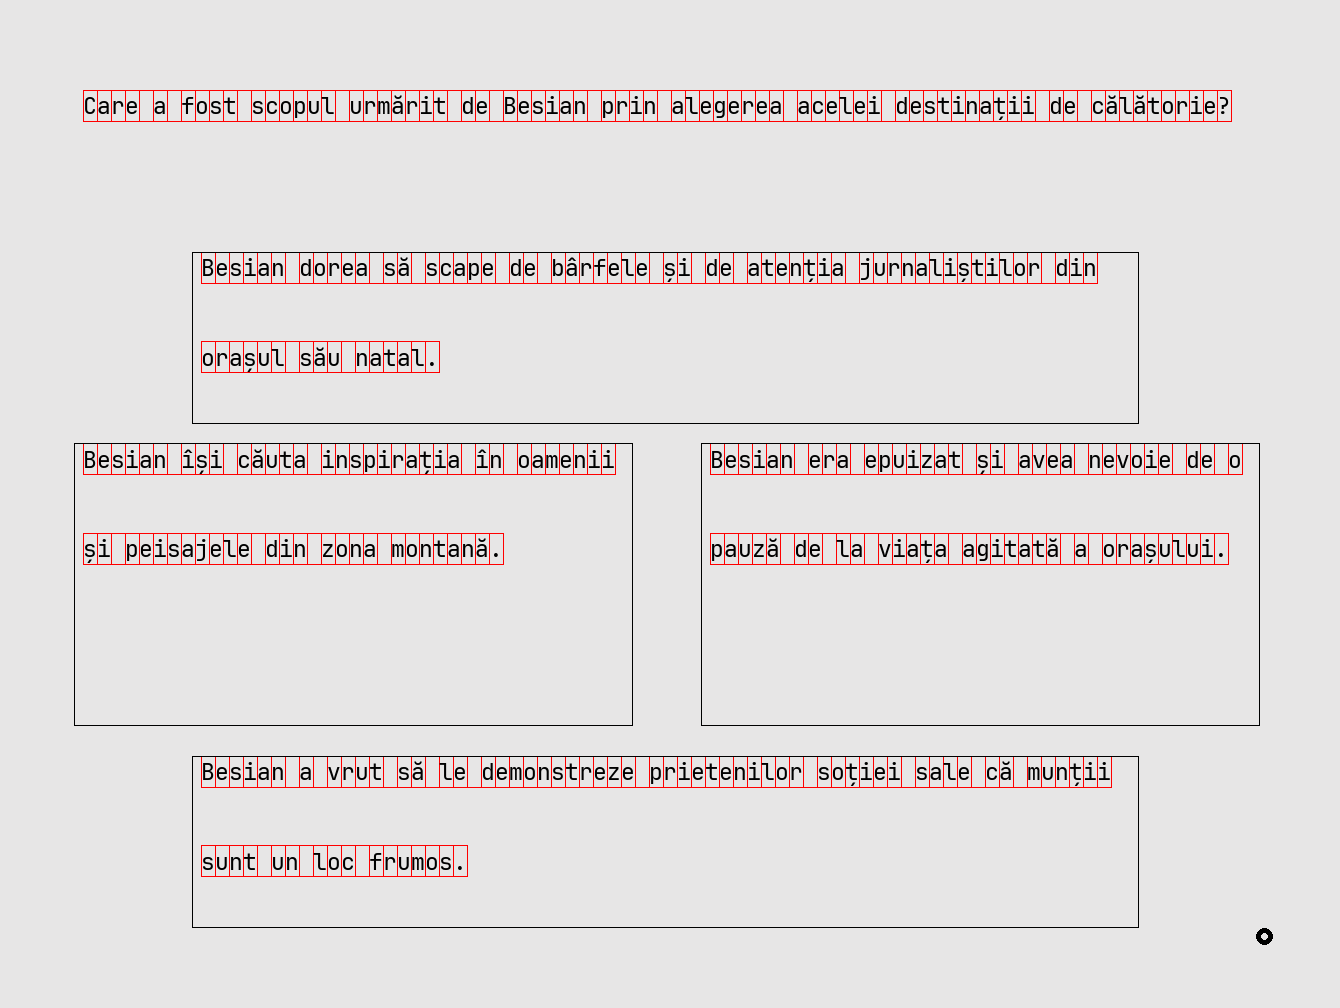 Care a fost scopul urmărit de Besian prin alegerea acelei destinații de călătorie?
Besian dorea să scape de bârfele și de atenția jurnaliștilor din
orașul său natal.
Besian își căuta inspirația în oamenii
și peisajele din zona montană.
Besian era epuizat și avea nevoie de o
pauză de la viața agitată a orașului.
Besian a vrut să le demonstreze prietenilor soției sale că munții
sunt un loc frumos.